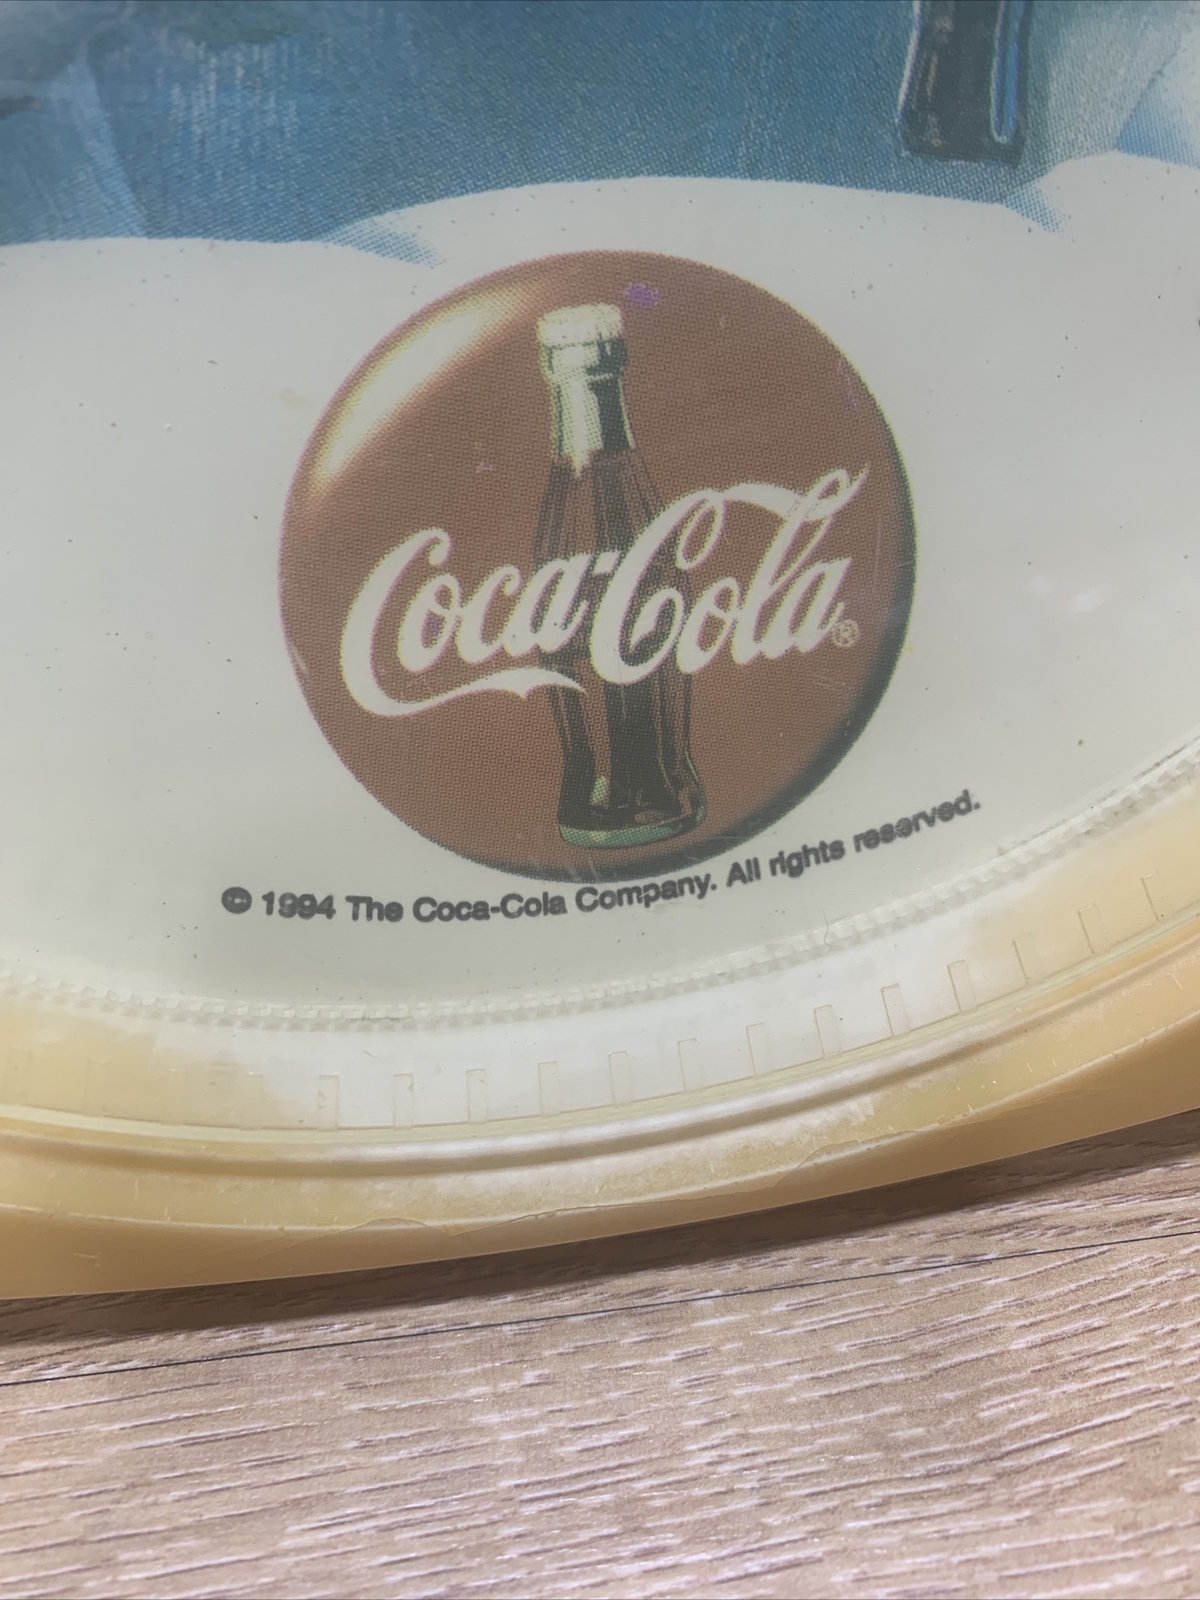 Coca-Cola®
© 1994 The Coca-Cola Company. All rights reserved.